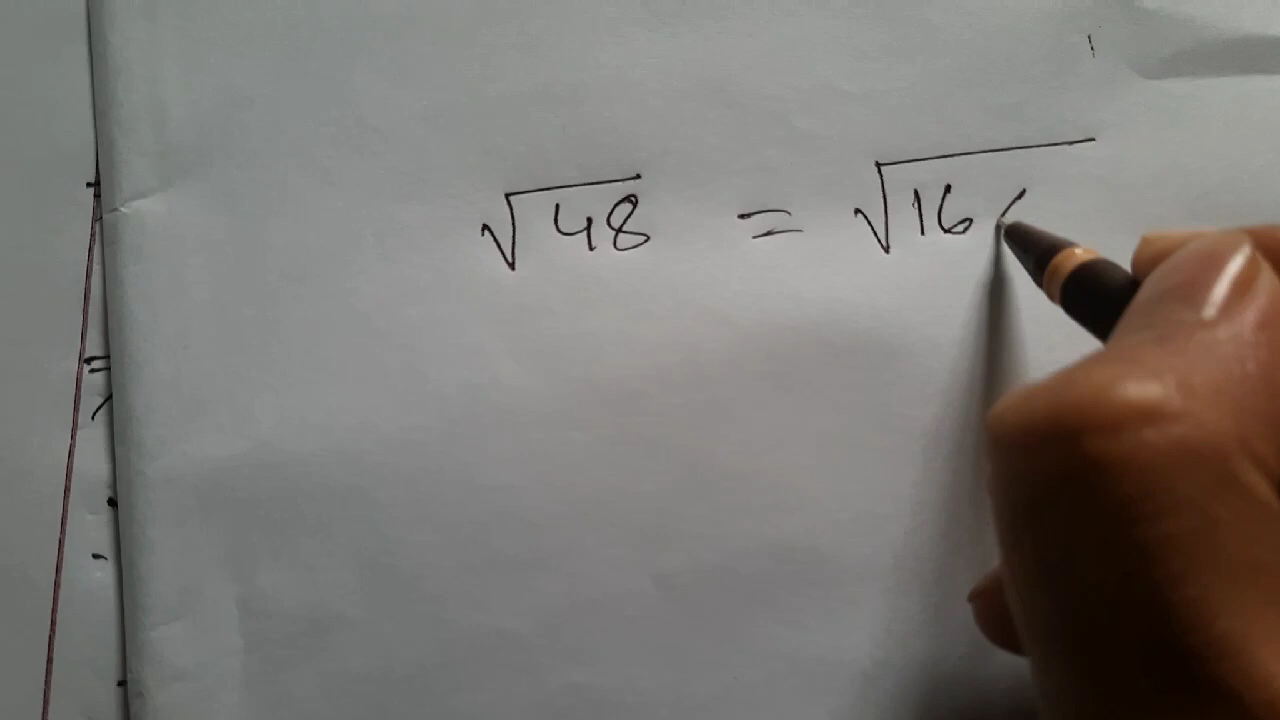 √48 = √16